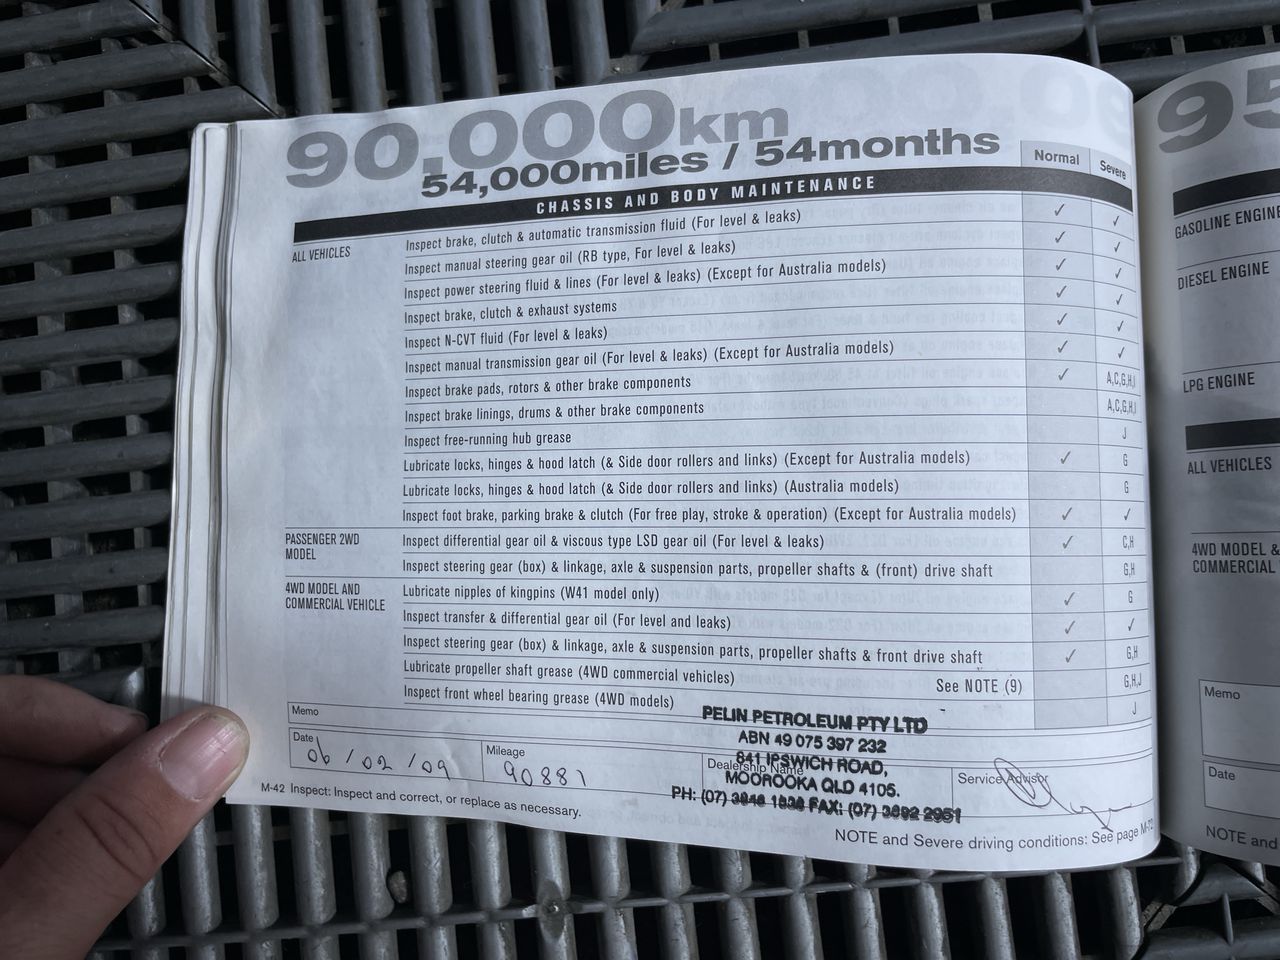 90,000km
54,000miles / 54months
Normal Severe
CHASSIS AND BODY MAINTENANCE
ALL VEHICLES
Inspect brake, clutch & automatic transmission fluid (For level & leaks) ✓ ✓
Inspect manual steering gear oil (RB type, For level & leaks) ✓ ✓
Inspect power steering fluid & lines (For level & leaks) (Except for Australia models) ✓ ✓
Inspect brake, clutch & exhaust systems ✓ ✓
Inspect N-CVT fluid (For level & leaks) ✓ ✓
Inspect manual transmission gear oil (For level & leaks) (Except for Australia models) ✓ ✓
Inspect brake pads, rotors & other brake components ✓ A,C,G,H,I
Inspect brake linings, drums & other brake components A,C,G,H,I
Inspect free-running hub grease J
Lubricate locks, hinges & hood latch (& Side door rollers and links) (Except for Australia models) ✓ G
Lubricate locks, hinges & hood latch (& Side door rollers and links) (Australia models) G
Inspect foot brake, parking brake & clutch (For free play, stroke & operation) (Except for Australia models) ✓ ✓
PASSENGER 2WD
MODEL
Inspect differential gear oil & viscous type LSD gear oil (For level & leaks) ✓ C,H
Inspect steering gear (box) & linkage, axle & suspension parts, propeller shafts & (front) drive shaft G,H
4WD MODEL AND
COMMERCIAL VEHICLE
Lubricate nipples of kingpins (W41 model only) ✓ G
Inspect transfer & differential gear oil (For level and leaks) ✓ ✓
Inspect steering gear (box) & linkage, axle & suspension parts, propeller shafts & front drive shaft ✓ G,H
Lubricate propeller shaft grease (4WD commercial vehicles) See NOTE (9) G,H,J
Inspect front wheel bearing grease (4WD models) J
Memo
PELIN PETROLEUM PTY LTD
ABN 49 075 397 232
841 IPSWICH ROAD,
MOOROOKA QLD 4105.
PH: (07) FAX: (07) 3892 2951
Date 06/02/09
Mileage 90881
Dealership Name
Service Advisor
M-42 Inspect: Inspect and correct, or replace as necessary.
NOTE and Severe driving conditions: See page M-72
95
GASOLINE ENGINE
DIESEL ENGINE
LPG ENGINE
ALL VEHICLES
4WD MODEL &
COMMERCIAL
Memo
Date
NOTE and